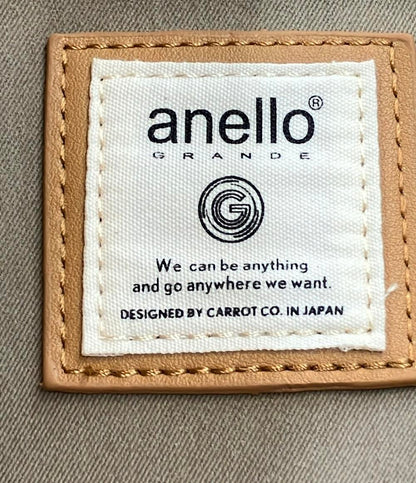 anello®
GRANDE
G
We can be anything
and go anywhere we want.
DESIGNED BY CARROT CO. IN JAPAN